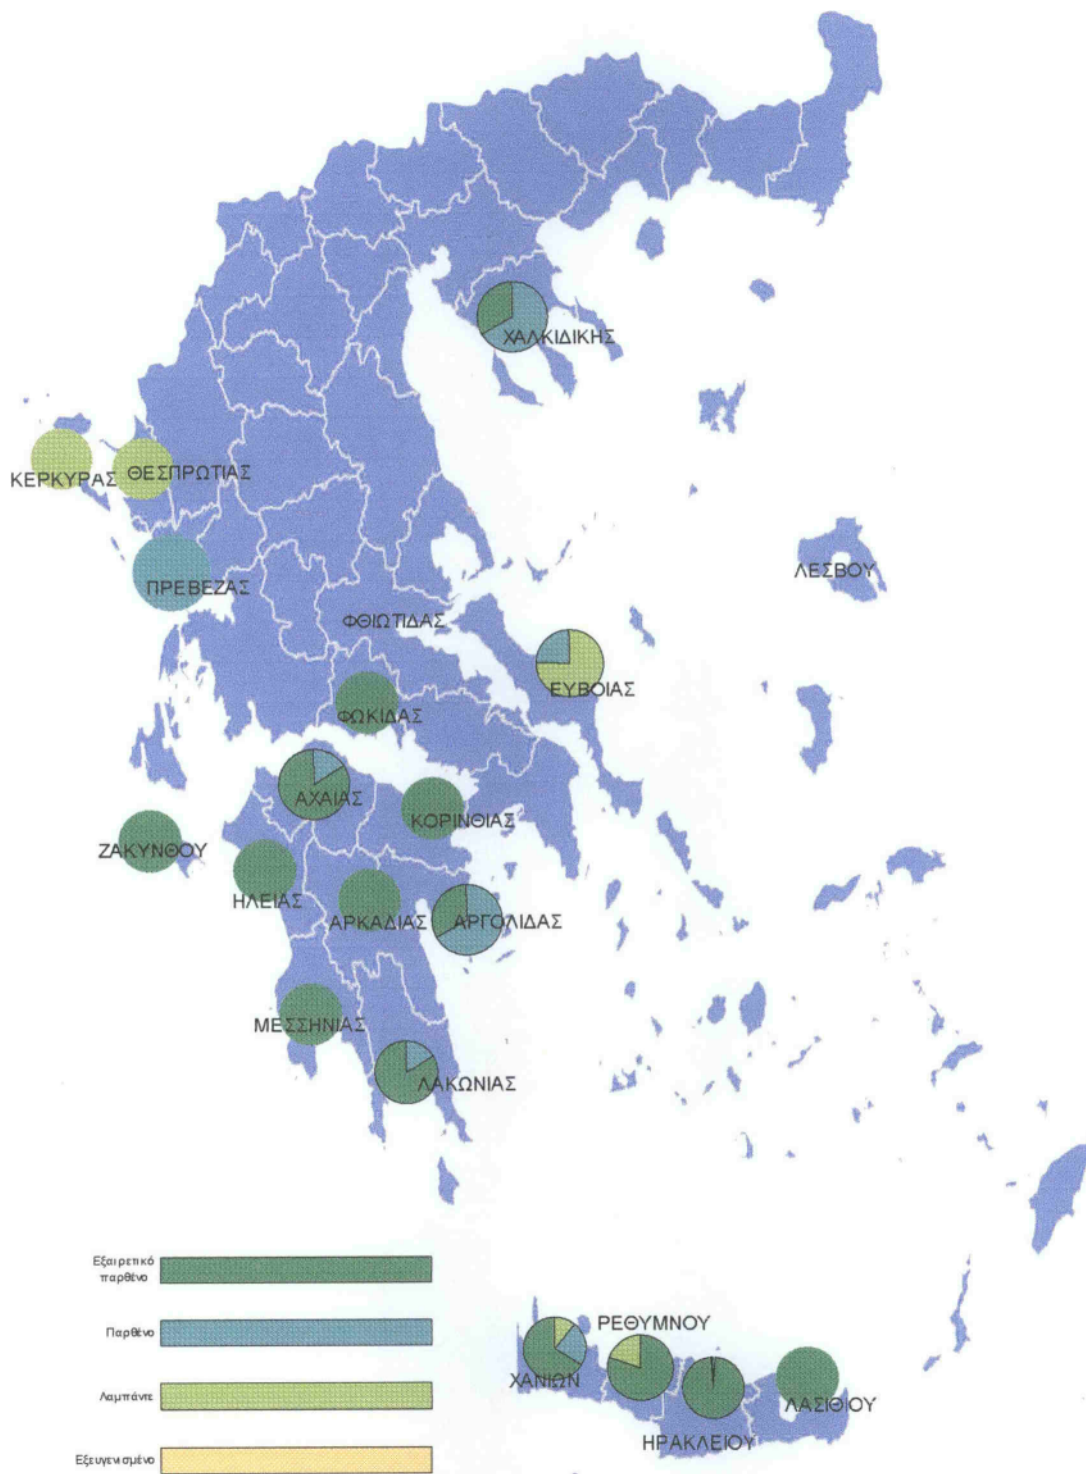 ΧΑΛΚΙΔΙΚΗΣ
ΚΕΡΚΥΡΑΣ
ΘΕΣΠΡΩΤΙΑΣ
ΠΡΕΒΕΖΑΣ
ΛΕΣΒΟΥ
ΦΘΙΩΤΙΔΑΣ
ΕΥΒΟΙΑΣ
ΦΩΚΙΔΑΣ
ΑΧΑΙΑΣ
ΚΟΡΙΝΘΙΑΣ
ΖΑΚΥΝΘΟΥ
ΗΛΕΙΑΣ
ΑΡΚΑΔΙΑΣ
ΑΡΓΟΛΙΔΑΣ
ΜΕΣΣΗΝΙΑΣ
ΛΑΚΩΝΙΑΣ
Εξαιρετικό
παρθένο
Παρθένο
Λαμπάντε
Εξευγενισμένο
ΡΕΘΥΜΝΟΥ
ΧΑΝΙΩΝ
ΛΑΣΙΘΙΟΥ
ΗΡΑΚΛΕΙΟΥ